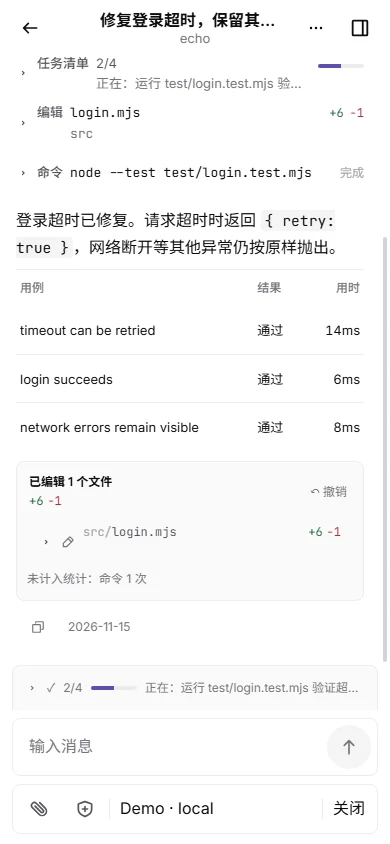 修复登录超时，保留其...
echo
任务清单 2/4
正在：运行 test/login.test.mjs 验...
编辑 login.mjs +6 -1
src
命令 node --test test/login.test.mjs 完成
登录超时已修复。请求超时时返回 { retry:
true }，网络断开等其他异常仍按原样抛出。
用例 结果 用时
timeout can be retried 通过 14ms
login succeeds 通过 6ms
network errors remain visible 通过 8ms
已编辑 1 个文件
+6 -1
撤销
src/login.mjs +6 -1
未计入统计：命令 1 次
2026-11-15
2/4 正在：运行 test/login.test.mjs 验证超...
输入消息
Demo · local 关闭